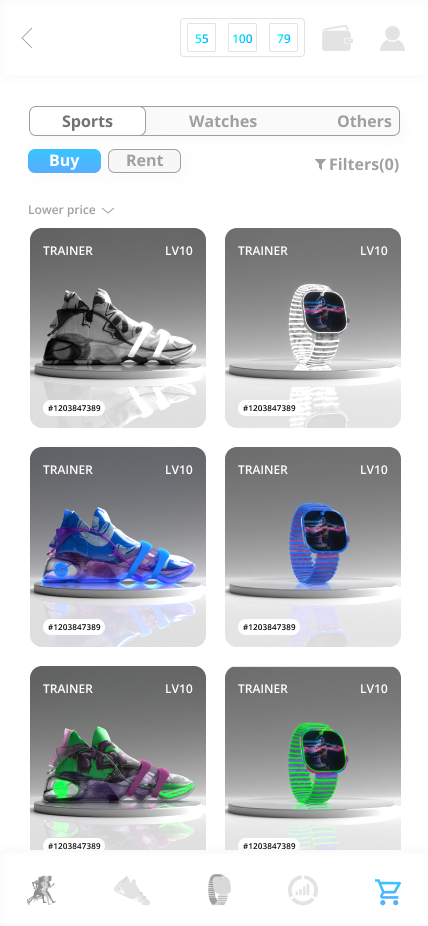 55 100 79
Sports Watches Others
Buy Rent Filters(0)
Lower price
TRAINER LV10 TRAINER LV10
#1203847389 #1203847389
TRAINER LV10 TRAINER LV10
#1203847389 #1203847389
TRAINER LV10 TRAINER LV10
#1203847389 #1203847389